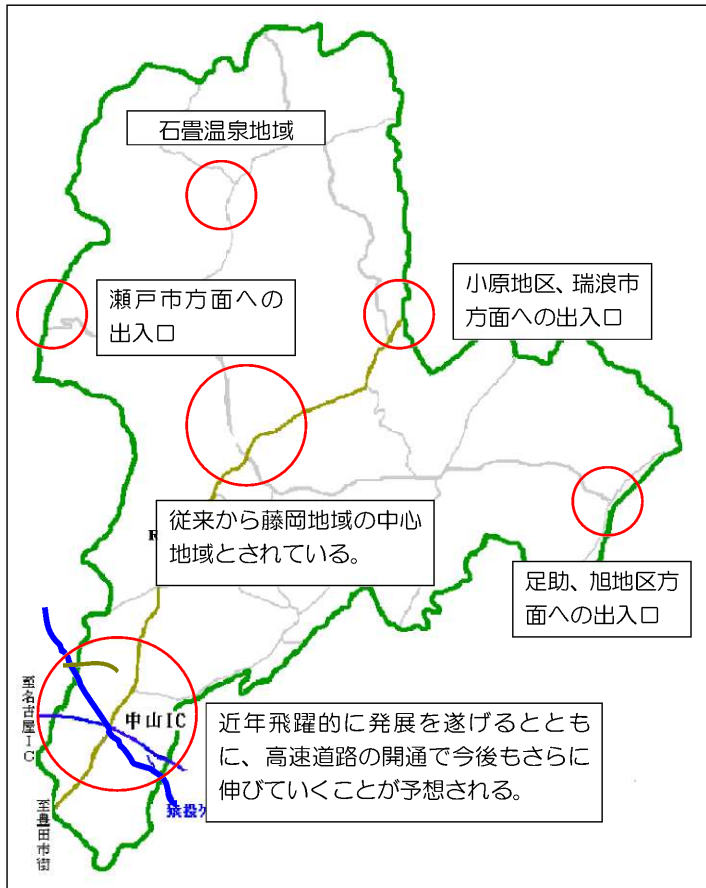 石畳温泉地域
瀬戸市方面への
出入口
小原地区、瑞浪市
方面への出入口
従来から藤岡地域の中心
地域とされている。
足助、旭地区方
面への出入口
至名古屋IC
中山IC
近年飛躍的に発展を遂げるととも
に、高速道路の開通で今後もさらに
伸びていくことが予想される。
至豊田市街